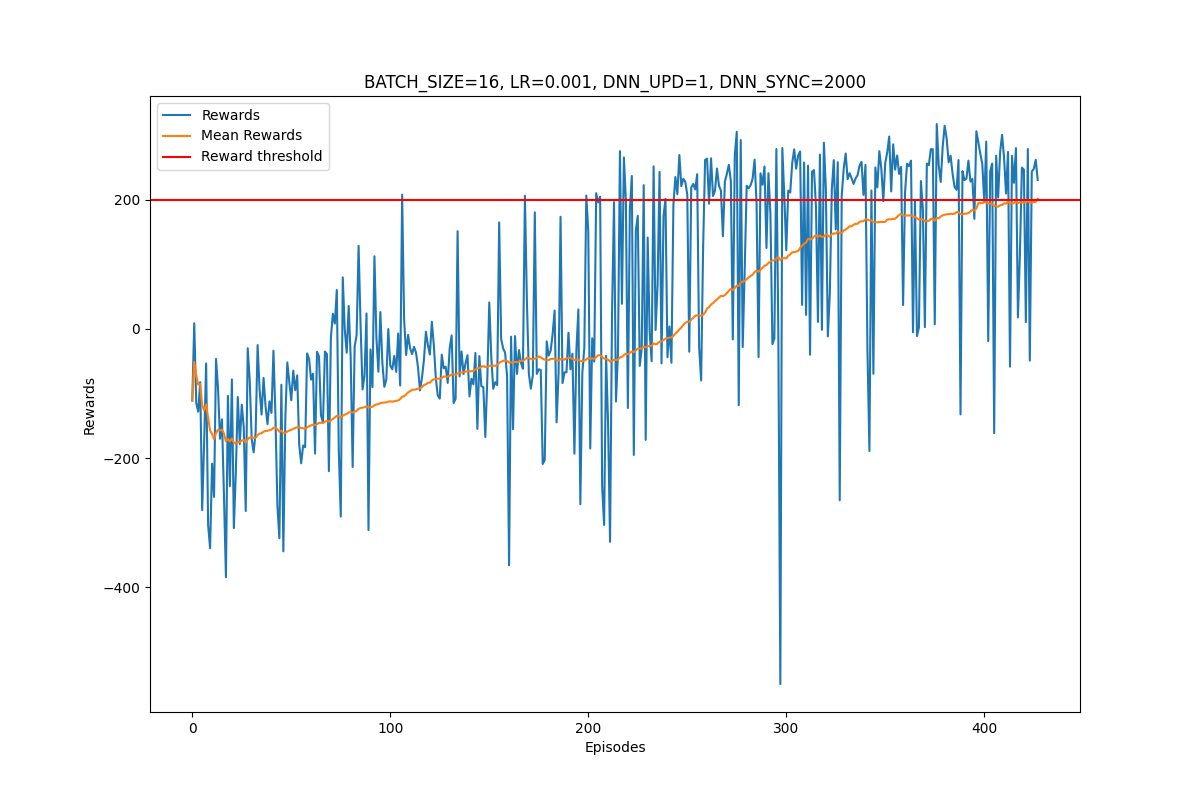 BATCH_SIZE=16, LR=0.001, DNN_UPD=1, DNN_SYNC=2000
Rewards
Mean Rewards
Reward threshold
200
0
−200
−400
Rewards
0
100
200
300
400
Episodes